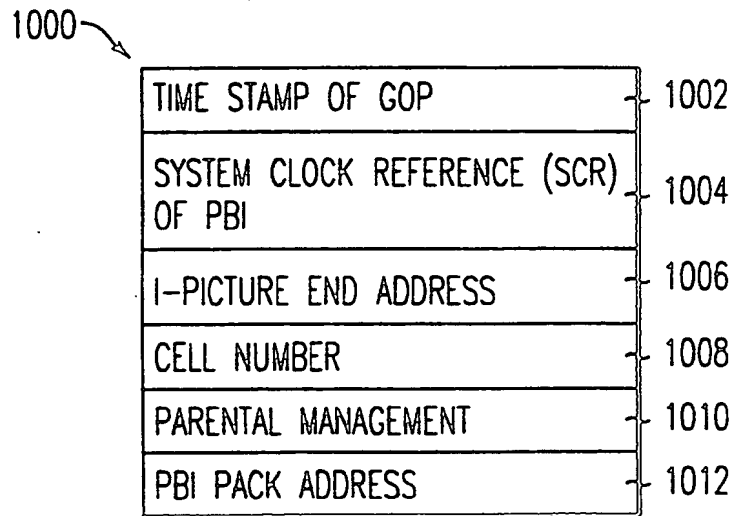 1000
TIME STAMP OF GOP 1002
SYSTEM CLOCK REFERENCE (SCR)
OF PBI 1004
I-PICTURE END ADDRESS 1006
CELL NUMBER 1008
PARENTAL MANAGEMENT 1010
PBI PACK ADDRESS 1012